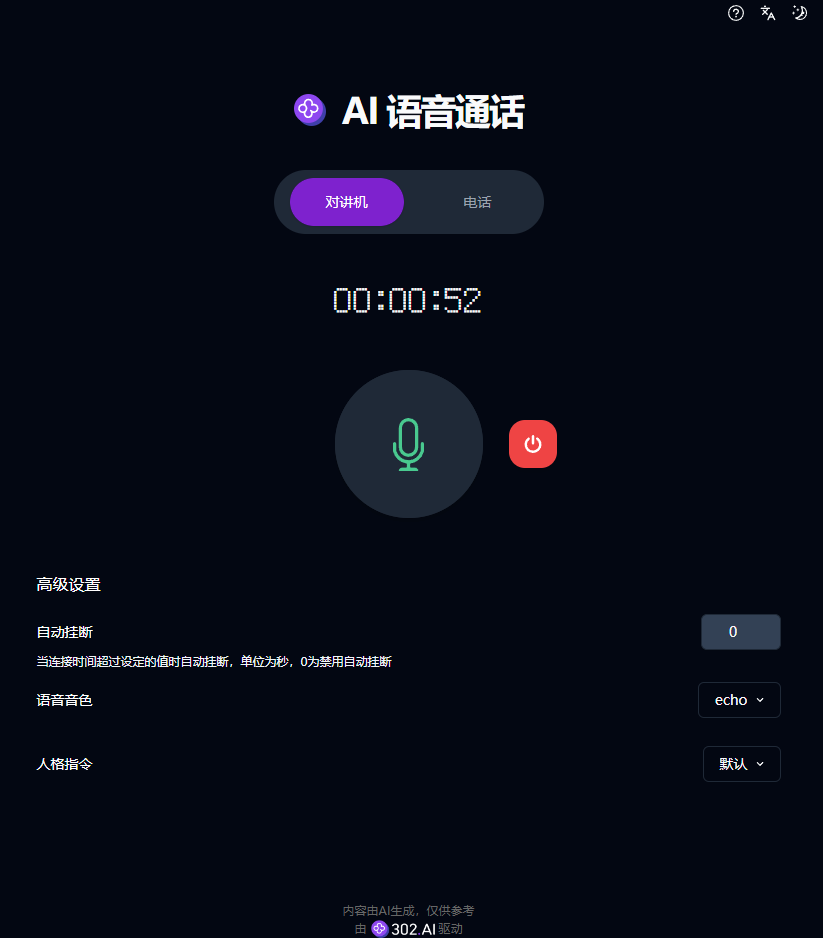 AI 语音通话
对讲机 电话
00:00:52
高级设置
自动挂断 0
当连接时间超过设定的值时自动挂断，单位为秒，0为禁用自动挂断
语音音色 echo
人格指令 默认
内容由AI生成，仅供参考
由 302.AI 驱动